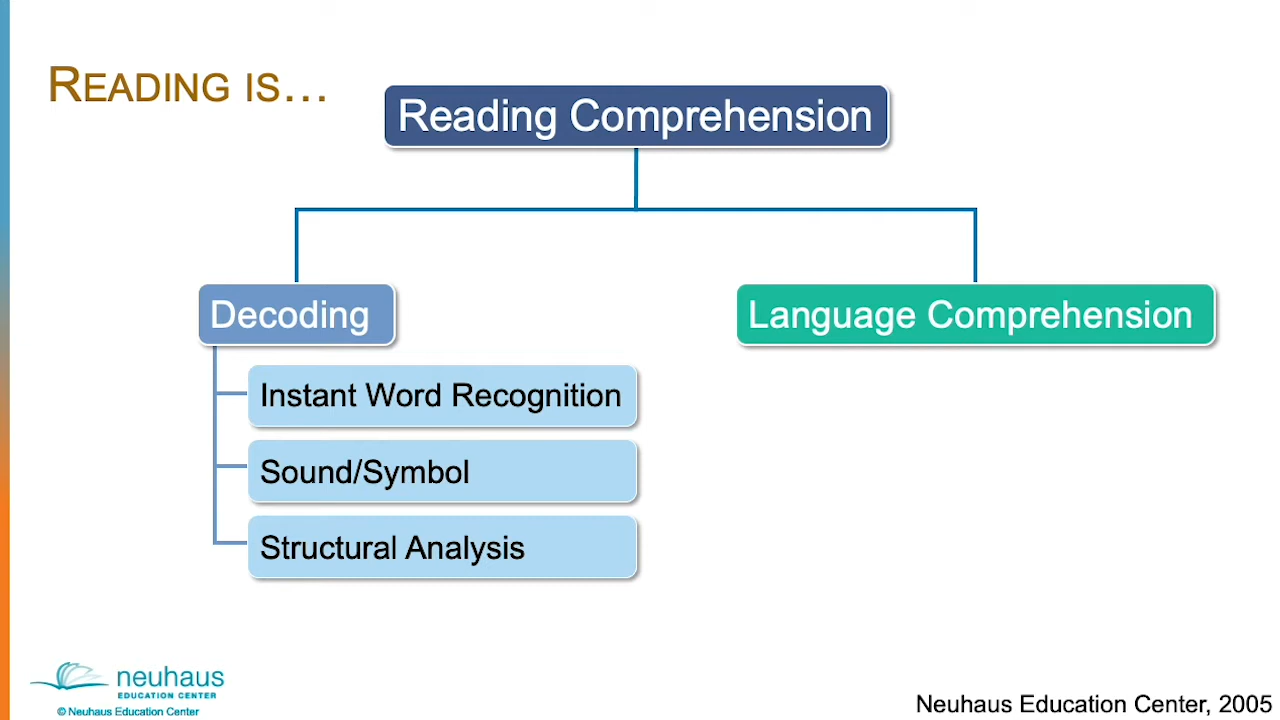 READING IS…
Reading Comprehension
Decoding
Language Comprehension
Instant Word Recognition
Sound/Symbol
Structural Analysis
neuhaus
EDUCATION CENTER
© Neuhaus Education Center
Neuhaus Education Center, 2005